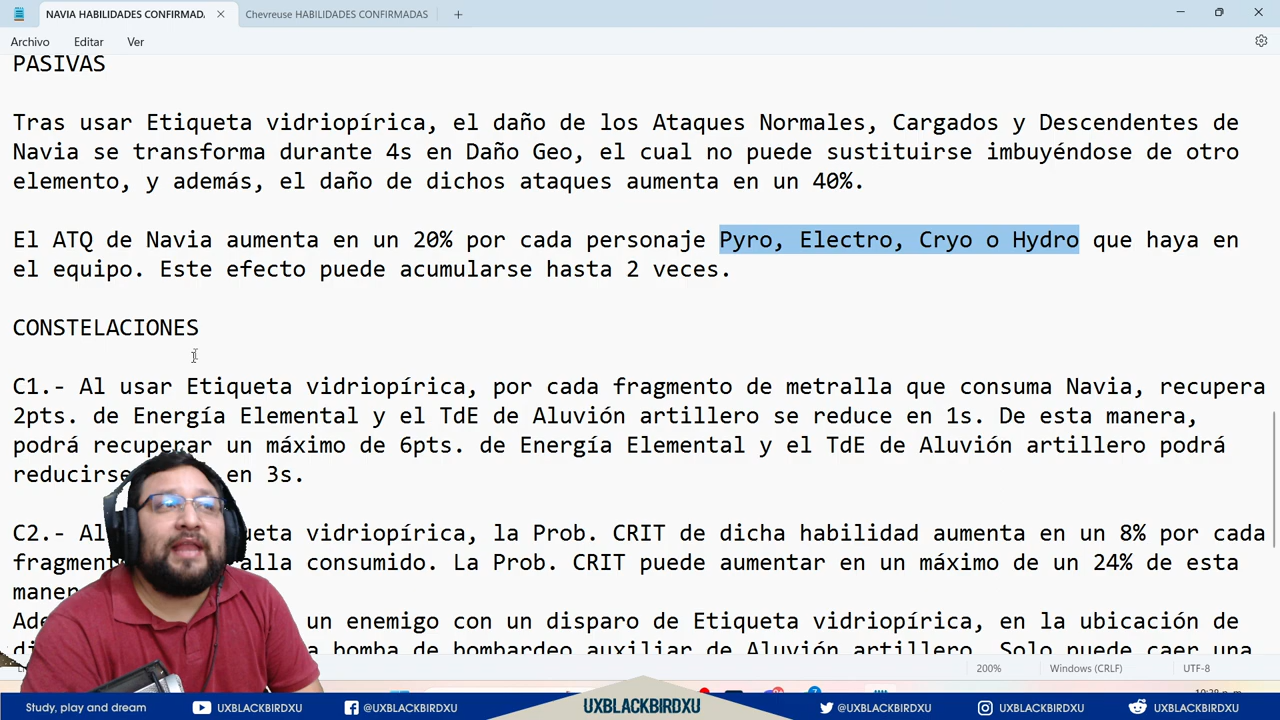 NAVIA HABILIDADES CONFIRMADA.
Chevreuse HABILIDADES CONFIRMADAS
Archivo Editar Ver
PASIVAS
Tras usar Etiqueta vidriopírica, el daño de los Ataques Normales, Cargados y Descendentes de
Navia se transforma durante 4s en Daño Geo, el cual no puede sustituirse imbuyéndose de otro
elemento, y además, el daño de dichos ataques aumenta en un 40%.
El ATQ de Navia aumenta en un 20% por cada personaje Pyro, Electro, Cryo o Hydro que haya en
el equipo. Este efecto puede acumularse hasta 2 veces.
CONSTELACIONES
C1.- Al usar Etiqueta vidriopírica, por cada fragmento de metralla que consuma Navia, recupera
2pts. de Energía Elemental y el TdE de Aluvión artillero se reduce en 1s. De esta manera,
podrá recuperar un máximo de 6pts. de Energía Elemental y el TdE de Aluvión artillero podrá
reducirse en 3s.
C2.- Al ueta vidriopírica, la Prob. CRIT de dicha habilidad aumenta en un 8% por cada
fragment alla consumido. La Prob. CRIT puede aumentar en un máximo de un 24% de esta
maner
Ade un enemigo con un disparo de Etiqueta vidriopírica, en la ubicación de
di a bomba de bombardeo auxiliar de Aluvión artillero. Solo puede caer una
200% Windows (CRLF) UTF-8
Study, play and dream UXBLACKBIRDXU @UXBLACKBIRDXU UXBLACKBIRDXU @UXBLACKBIRDXU UXBLACKBIRDXU UXBLACKBIRDXU